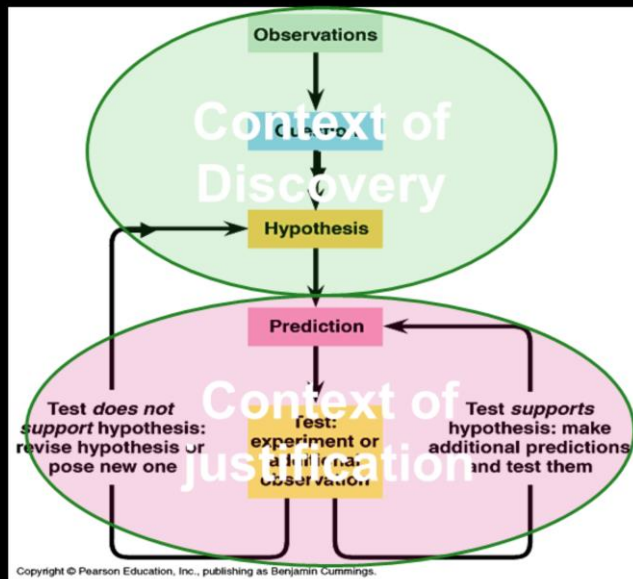 Observations
Context of
Question
Discovery
Hypothesis
Prediction
Context of
justification
Test does not
support hypothesis:
revise hypothesis or
pose new one
Test:
experiment or
additional
observation
Test supports
hypothesis: make
additional predictions
and test them
Copyright © Pearson Education, Inc., publishing as Benjamin Cummings.